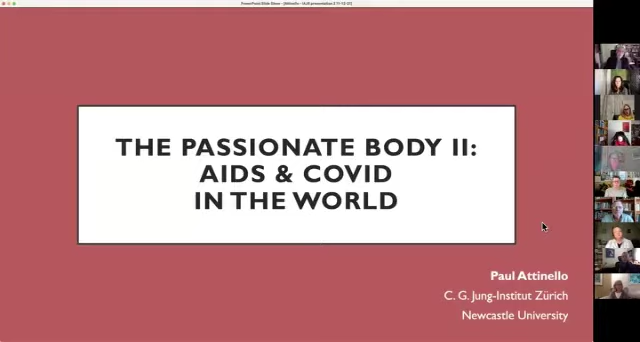 THE PASSIONATE BODY II:
AIDS & COVID
IN THE WORLD
Paul Attinello
C. G. Jung-Institut Zürich
Newcastle University